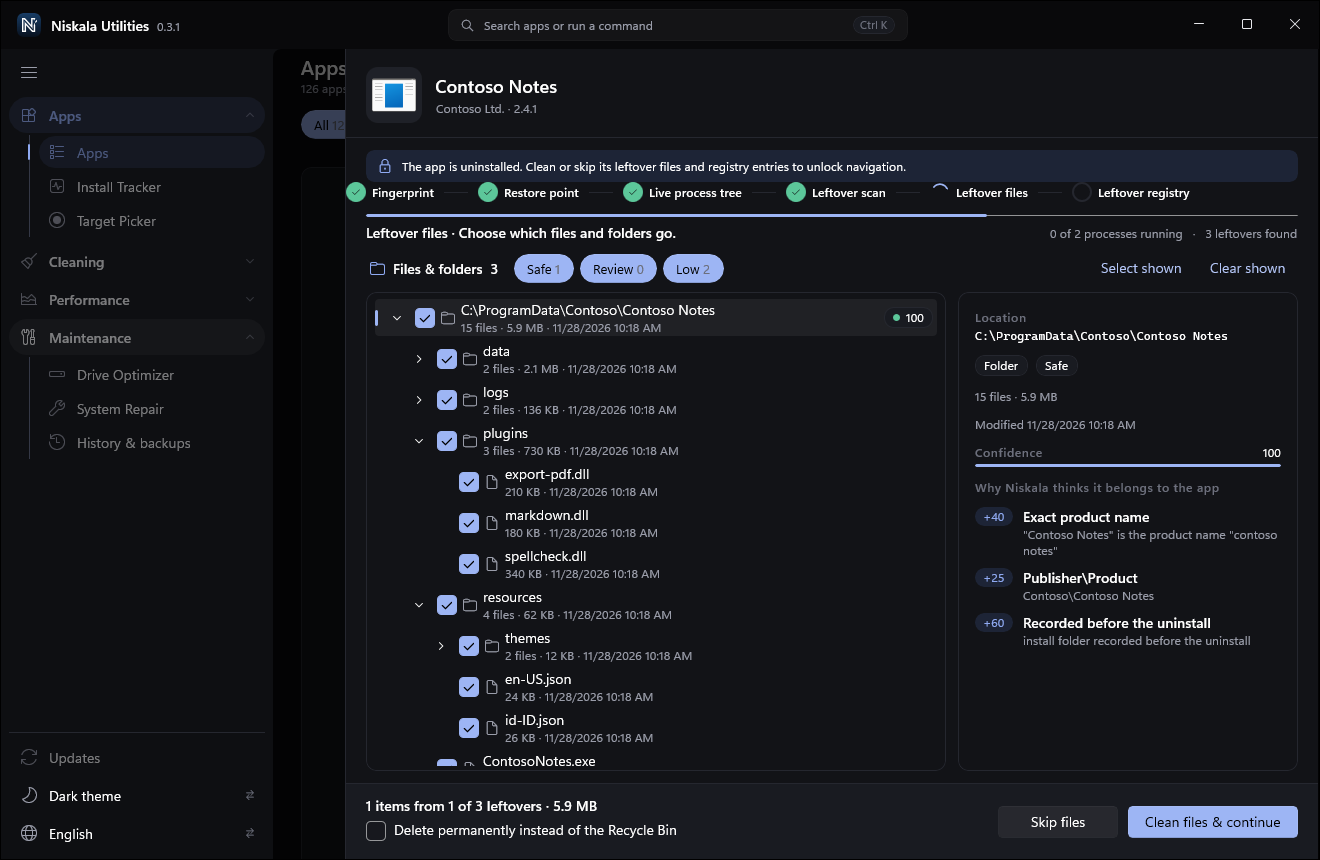 Niskala Utilities 0.3.1
Search apps or run a command
Ctrl K
Apps
Apps
Install Tracker
Target Picker
Cleaning
Performance
Maintenance
Drive Optimizer
System Repair
History & backups
Updates
Dark theme
English
Apps
126 apps
All 12
Contoso Notes
Contoso Ltd. · 2.4.1
The app is uninstalled. Clean or skip its leftover files and registry entries to unlock navigation.
Fingerprint
Restore point
Live process tree
Leftover scan
Leftover files
Leftover registry
Leftover files · Choose which files and folders go.
0 of 2 processes running · 3 leftovers found
Files & folders 3
Safe 1
Review 0
Low 2
Select shown
Clear shown
C:\ProgramData\Contoso\Contoso Notes
15 files · 5.9 MB · 11/28/2026 10:18 AM
100
data
2 files · 2.1 MB · 11/28/2026 10:18 AM
logs
2 files · 136 KB · 11/28/2026 10:18 AM
plugins
3 files · 730 KB · 11/28/2026 10:18 AM
export-pdf.dll
210 KB · 11/28/2026 10:18 AM
markdown.dll
180 KB · 11/28/2026 10:18 AM
spellcheck.dll
340 KB · 11/28/2026 10:18 AM
resources
4 files · 62 KB · 11/28/2026 10:18 AM
themes
2 files · 12 KB · 11/28/2026 10:18 AM
en-US.json
24 KB · 11/28/2026 10:18 AM
id-ID.json
26 KB · 11/28/2026 10:18 AM
ContosoNotes.exe
Location
C:\ProgramData\Contoso\Contoso Notes
Folder
Safe
15 files · 5.9 MB
Modified 11/28/2026 10:18 AM
Confidence
100
Why Niskala thinks it belongs to the app
+40
Exact product name
"Contoso Notes" is the product name "contoso
notes"
+25
Publisher\Product
Contoso\Contoso Notes
+60
Recorded before the uninstall
install folder recorded before the uninstall
1 items from 1 of 3 leftovers · 5.9 MB
Delete permanently instead of the Recycle Bin
Skip files
Clean files & continue